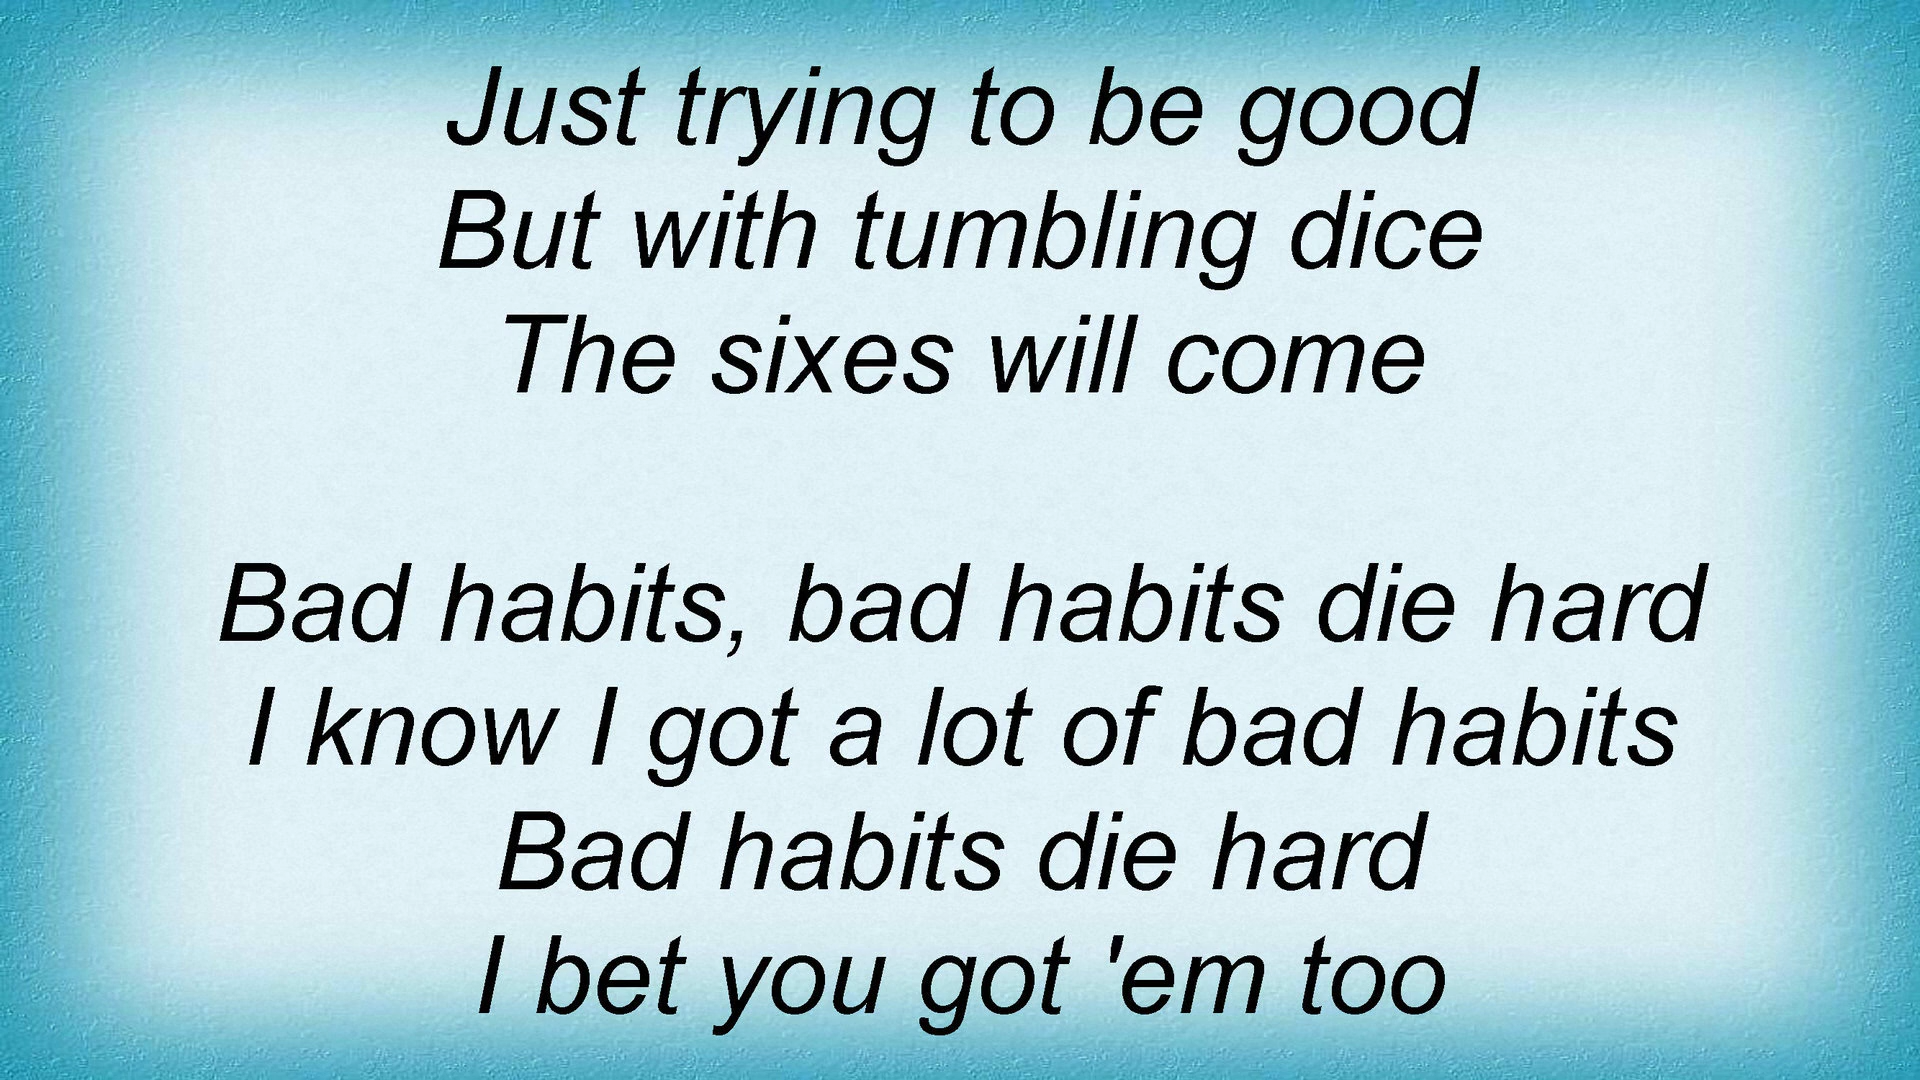 Just trying to be good
But with tumbling dice
The sixes will come
Bad habits, bad habits die hard
I know I got a lot of bad habits
Bad habits die hard
I bet you got 'em too